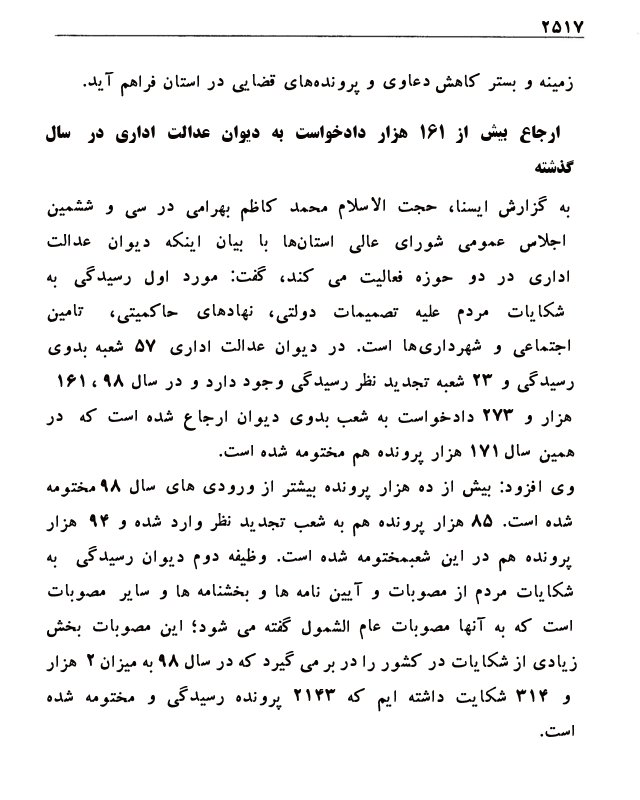 ۲۵۱۷
زمینه و بستر کاهش دعاوی و پرونده‌های قضایی در استان فراهم آید.
ارجاع بیش از ۱۶۱ هزار دادخواست به دیوان عدالت اداری در سال
گذشته
به گزارش ایسنا، حجت الاسلام محمد کاظم بهرامی در سی و ششمین
اجلاس عمومی شورای عالی استان‌ها با بیان اینکه دیوان عدالت
اداری در دو حوزه فعالیت می کند، گفت: مورد اول رسیدگی به
شکایات مردم علیه تصمیمات دولتی، نهادهای حاکمیتی، تامین
اجتماعی و شهرداری‌ها است. در دیوان عدالت اداری ۵۷ شعبه بدوی
رسیدگی و ۲۳ شعبه تجدید نظر رسیدگی وجود دارد و در سال ۹۸، ۱۶۱
هزار و ۲۷۳ دادخواست به شعب بدوی دیوان ارجاع شده است که در
همین سال ۱۷۱ هزار پرونده هم مختومه شده است.
وی افزود: بیش از ده هزار پرونده بیشتر از ورودی های سال ۹۸ مختومه
شده است. ۸۵ هزار پرونده هم به شعب تجدید نظر وارد شده و ۹۴ هزار
پرونده هم در این شعبمختومه شده است. وظیفه دوم دیوان رسیدگی به
شکایات مردم از مصوبات و آیین نامه ها و بخشنامه ها و سایر مصوبات
است که به آنها مصوبات عام الشمول گفته می شود؛ این مصوبات بخش
زیادی از شکایات در کشور را در بر می گیرد که در سال ۹۸ به میزان ۲ هزار
و ۳۱۴ شکایت داشته ایم که ۲۱۴۳ پرونده رسیدگی و مختومه شده
است.